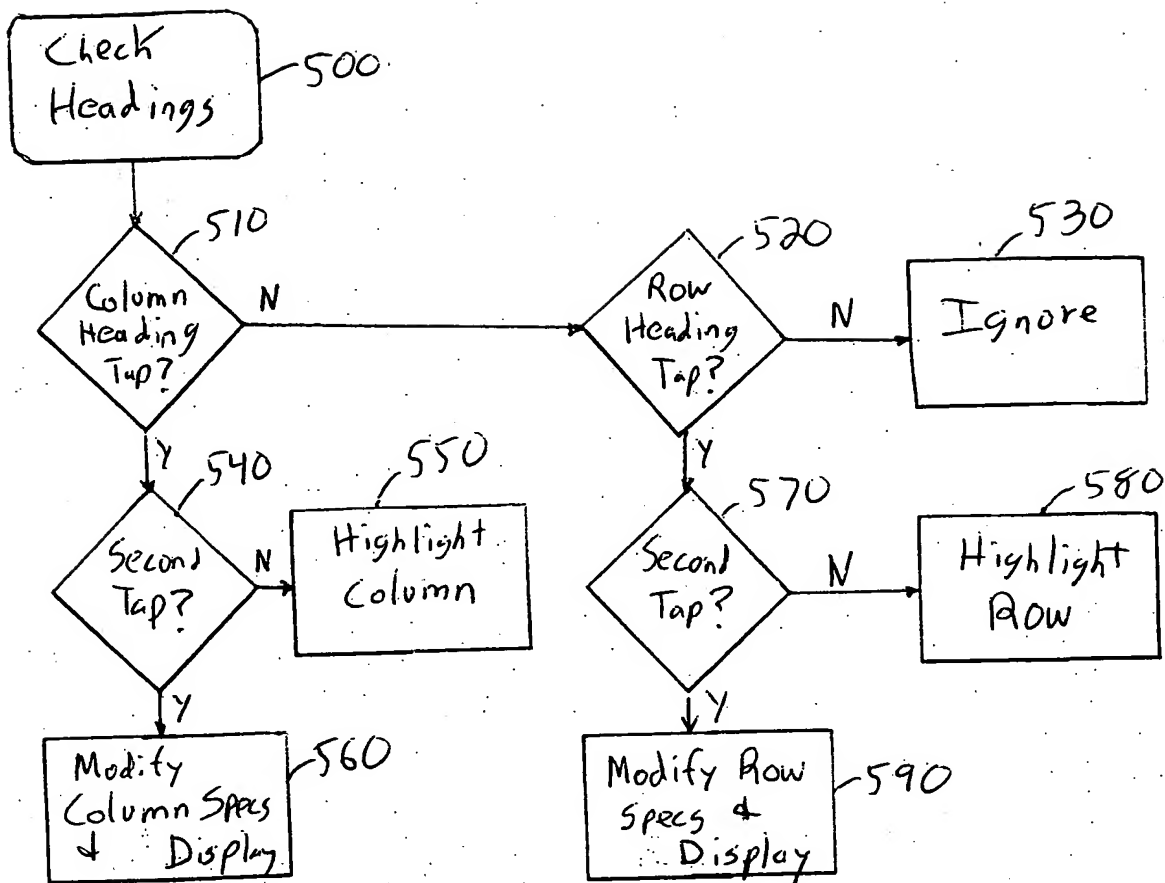 Check
Headings
500
510
Column
Heading
Tap?
N
520
Row
Heading
Tap?
N
530
Ignore
Y
540
Second
Tap?
N
550
Highlight
Column
Y
570
Second
Tap?
N
580
Highlight
Row
Y
560
Modify
Column Specs
& Display
Y
590
Modify Row
Specs &
Display